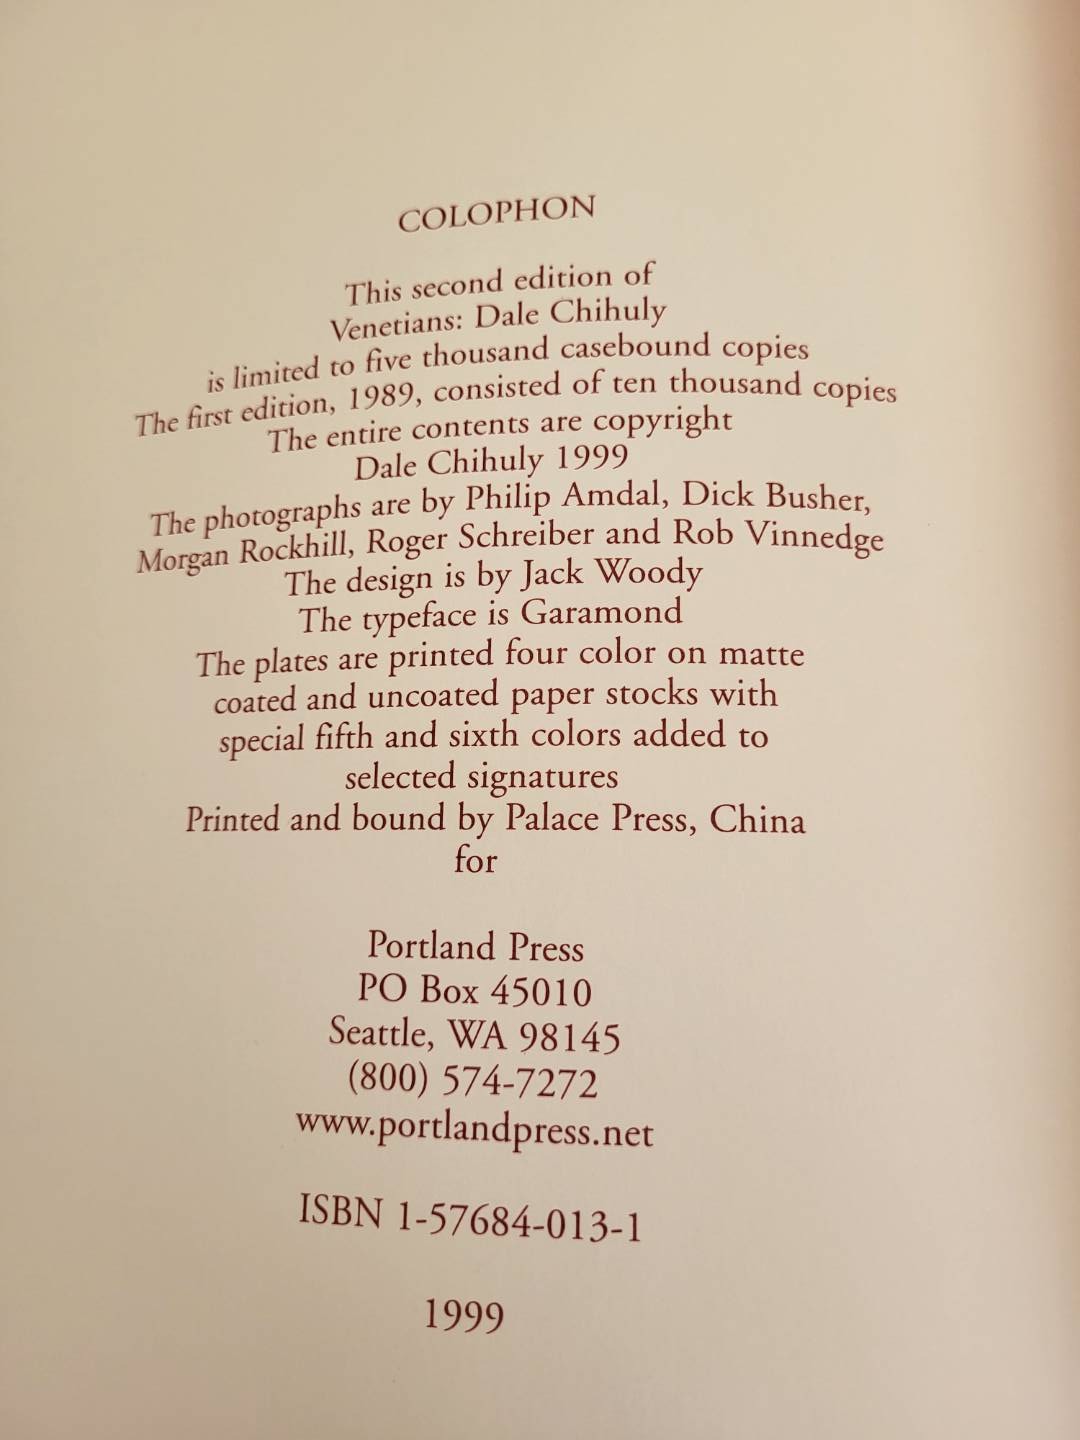 COLOPHON
This second edition of
Venetians: Dale Chihuly
is limited to five thousand casebound copies
The first edition, 1989, consisted of ten thousand copies
The entire contents are copyright
Dale Chihuly 1999
The photographs are by Philip Amdal, Dick Busher,
Morgan Rockhill, Roger Schreiber and Rob Vinnedge
The design is by Jack Woody
The typeface is Garamond
The plates are printed four color on matte
coated and uncoated paper stocks with
special fifth and sixth colors added to
selected signatures
Printed and bound by Palace Press, China
for
Portland Press
PO Box 45010
Seattle, WA 98145
(800) 574-7272
www.portlandpress.net
ISBN 1-57684-013-1
1999